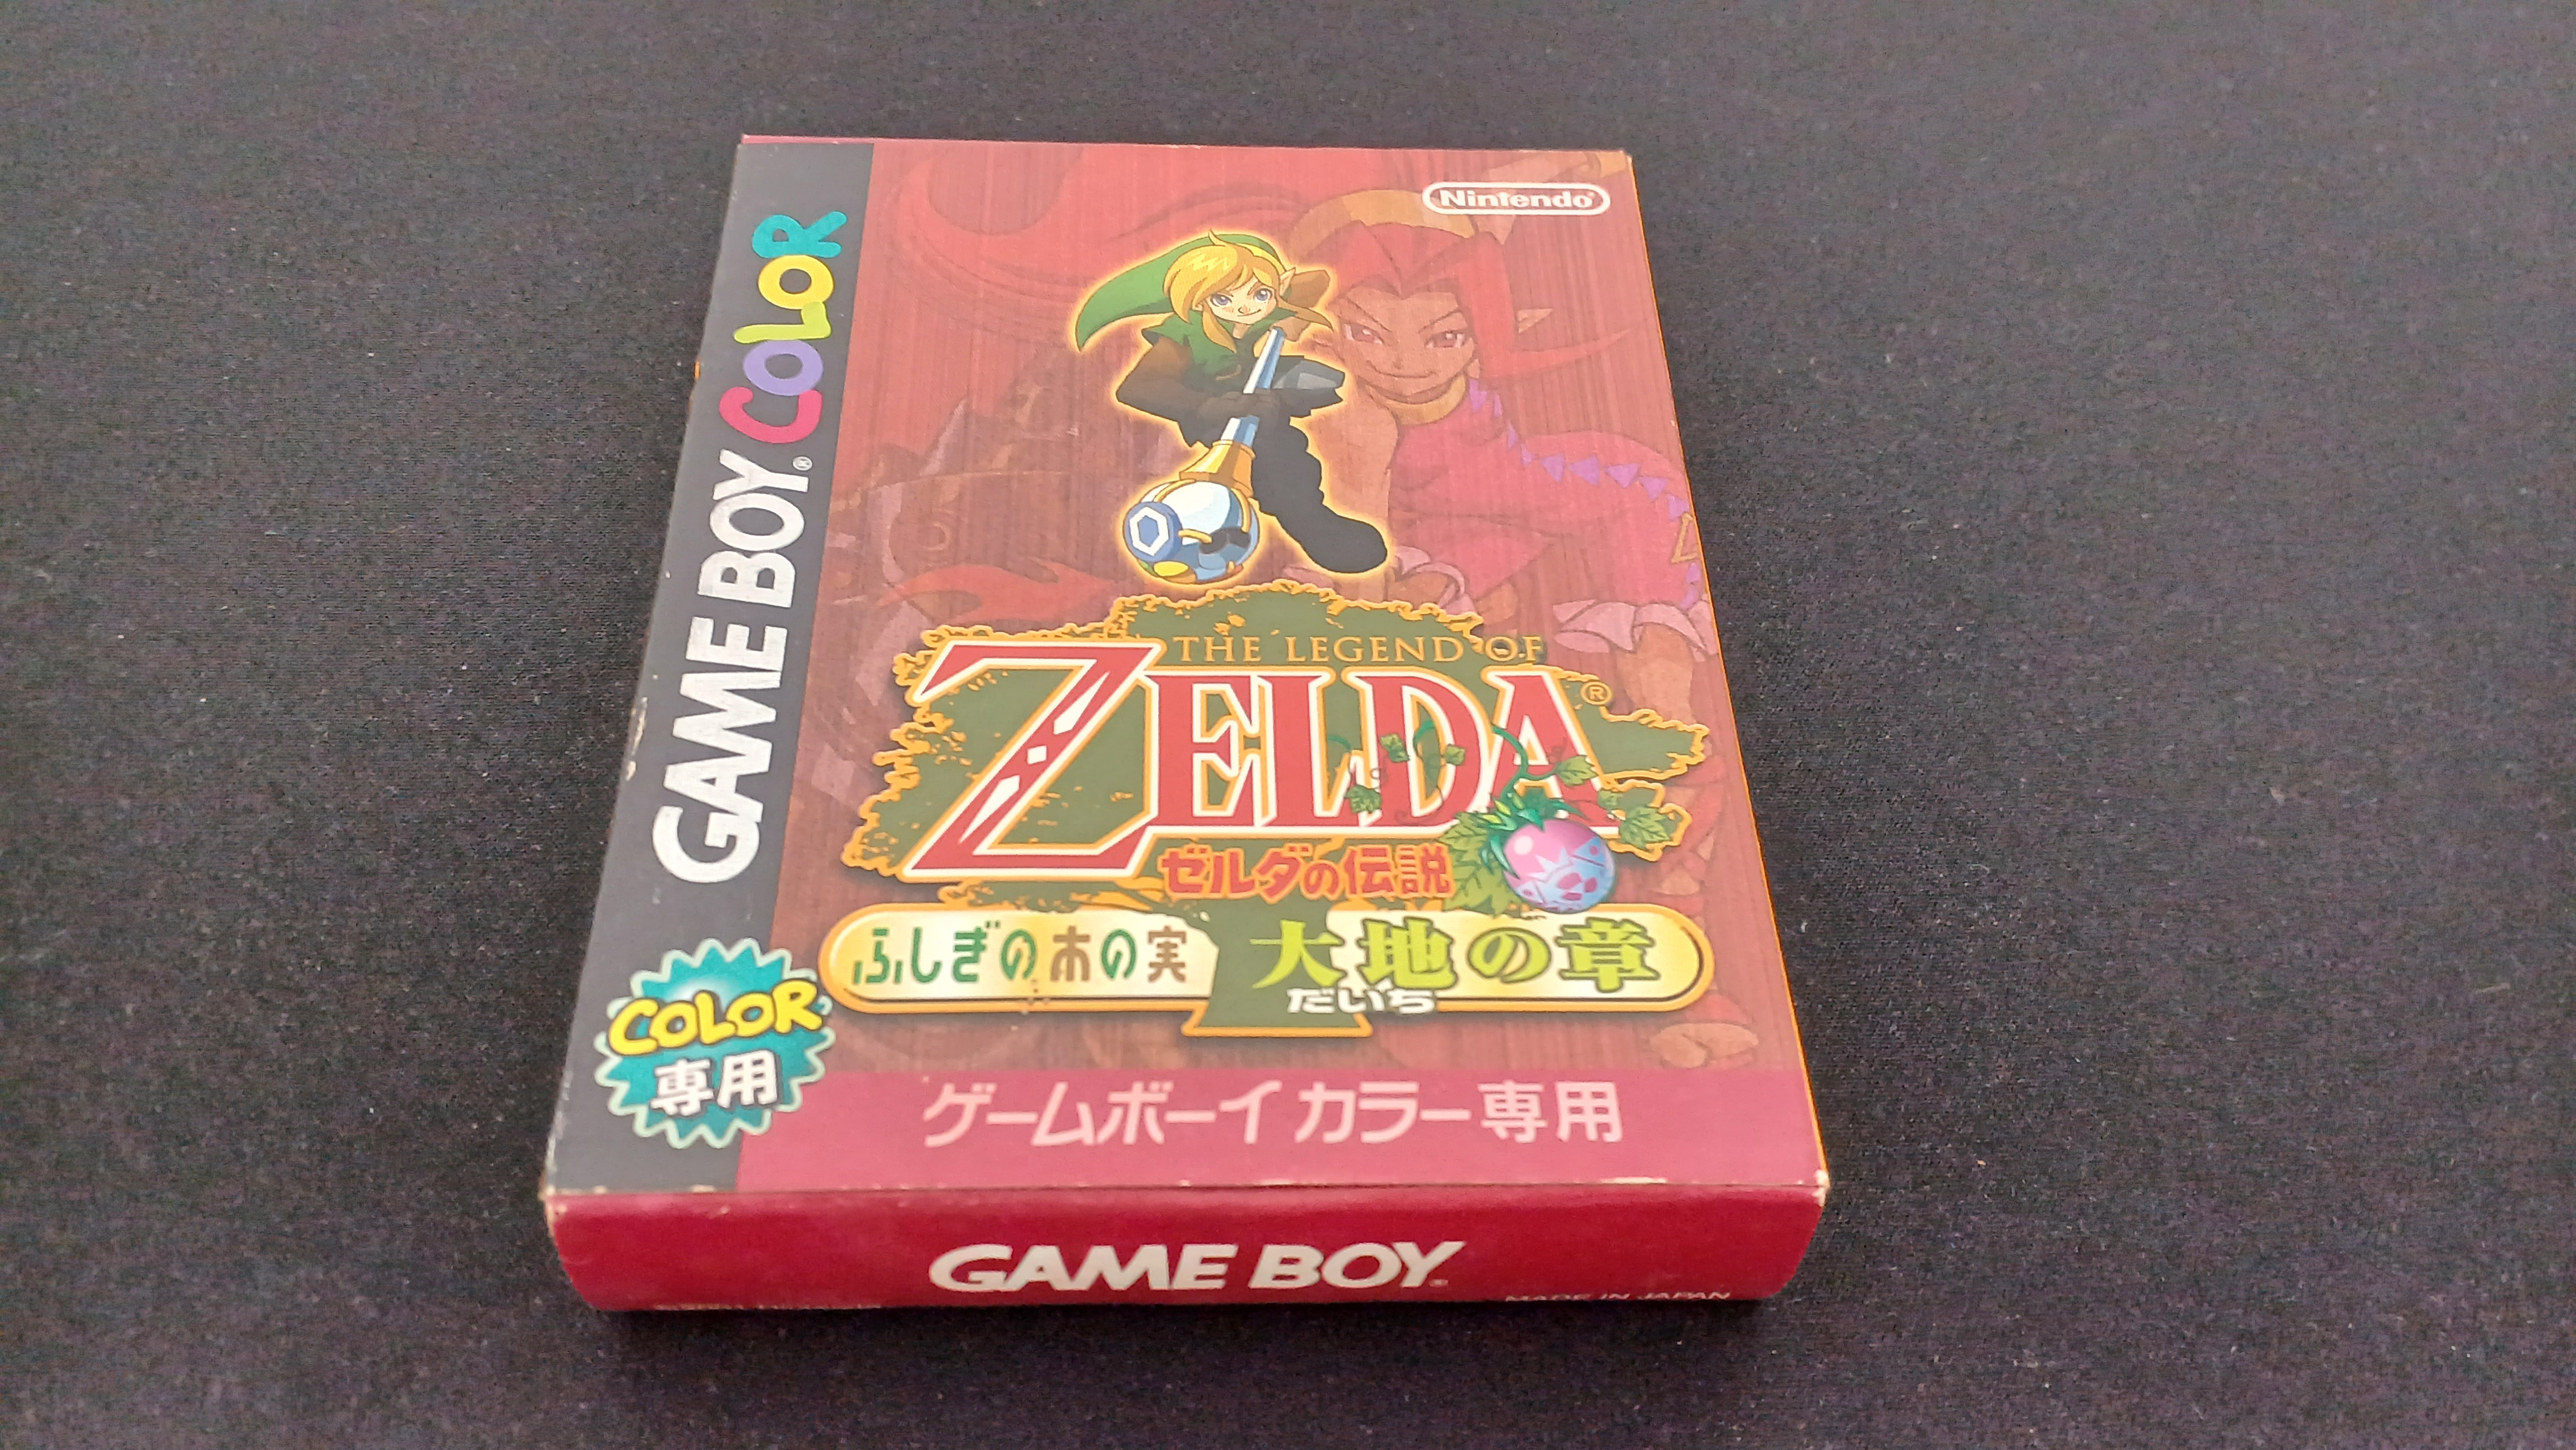 Nintendo®
GAME BOY® COLOR
THE LEGEND OF
ZELDA®
ゼルダの伝説
ふしぎの木の実 大地の章
だいち
COLOR
専用
ゲームボーイカラー専用
GAME BOY
MADE IN JAPAN